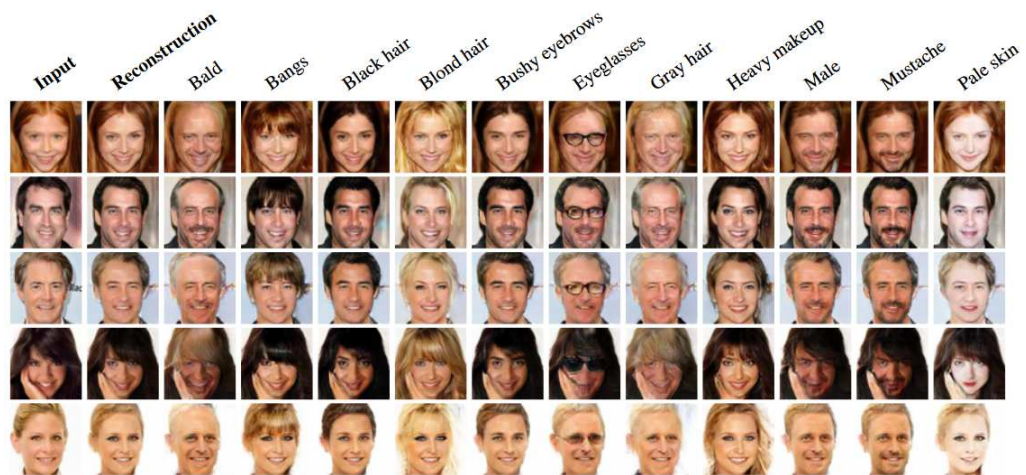 Input
Reconstruction
Bald
Bangs
Black hair
Blond hair
Bushy eyebrows
Eyeglasses
Gray hair
Heavy makeup
Male
Mustache
Pale skin